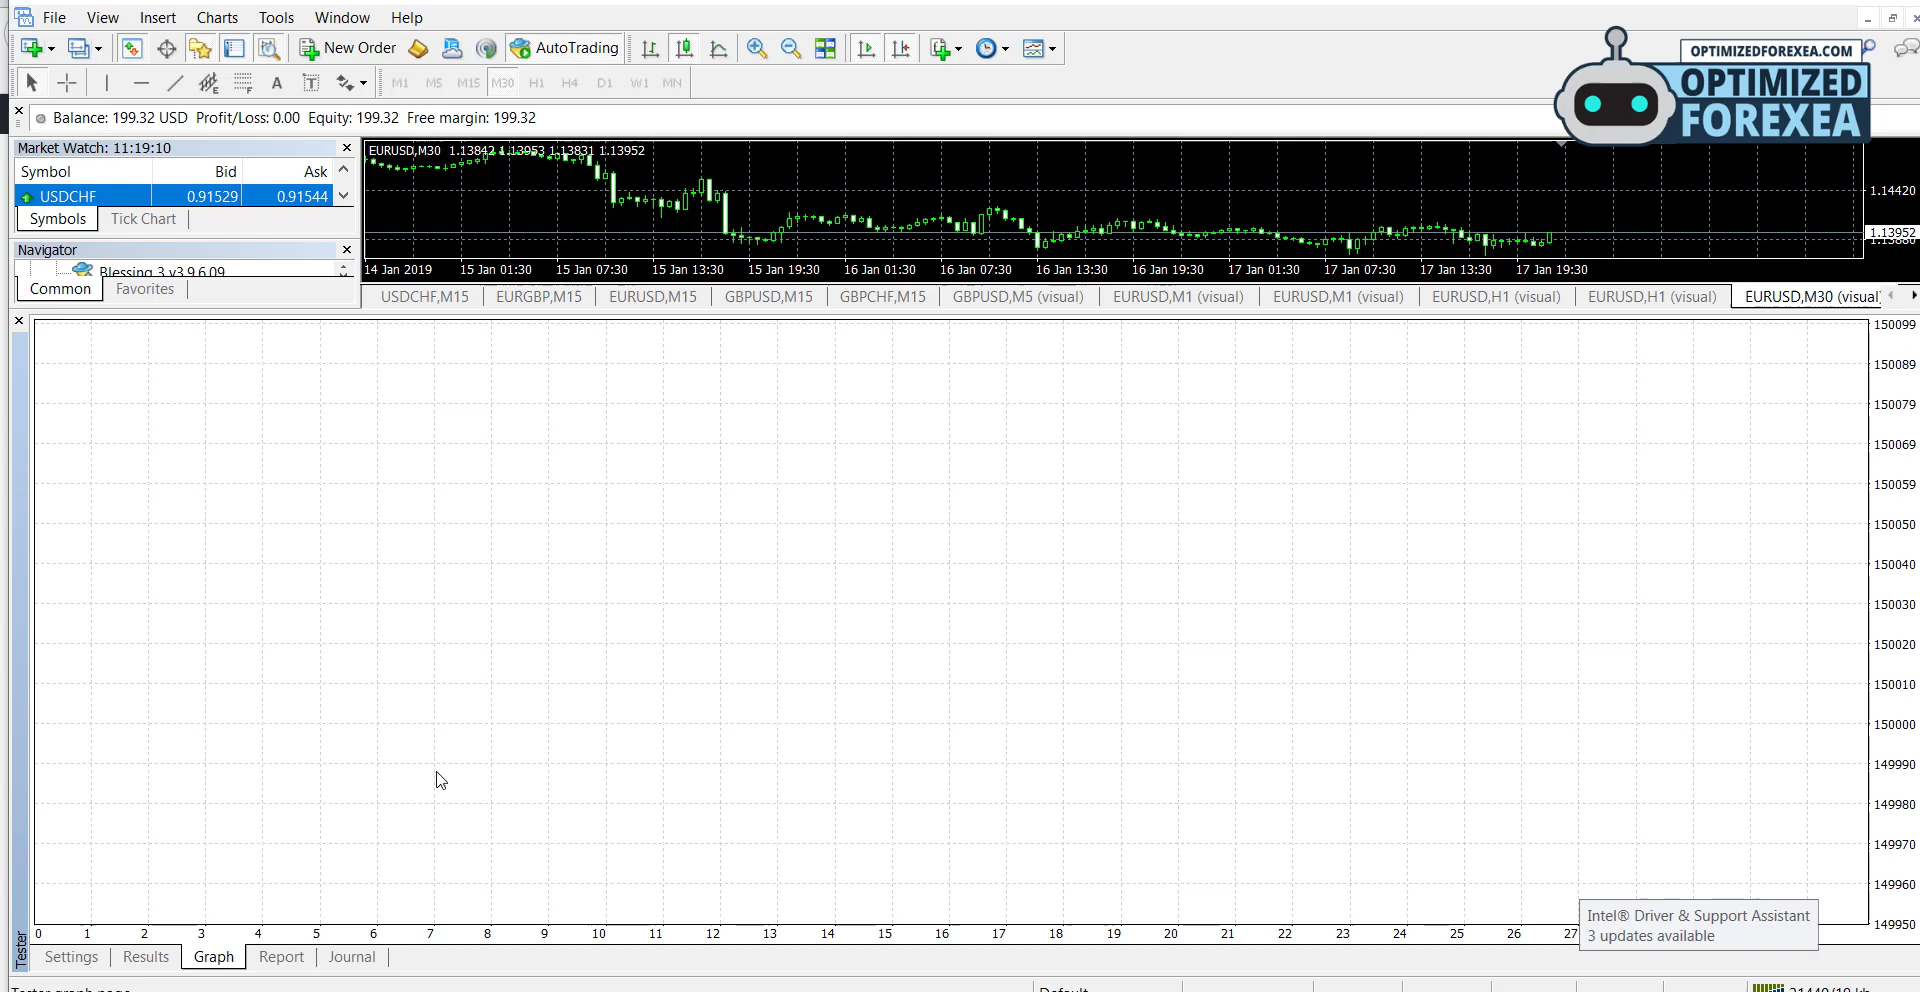 File View Insert Charts Tools Window Help
New Order AutoTrading
OPTIMIZEDFOREXEA.COM
OPTIMIZED
FOREXEA
M1 M5 M15 M30 H1 H4 D1 W1 MN
Balance: 199.32 USD Profit/Loss: 0.00 Equity: 199.32 Free margin: 199.32
Market Watch: 11:19:10
Symbol Bid Ask
USDCHF 0.91529 0.91544
Symbols Tick Chart
Navigator
Blessing 3 v3.9.6.09
Common Favorites
EURUSD,M30 1.13842 1.13953 1.13831 1.13952
1.14420
1.13952
14 Jan 2019 15 Jan 01:30 15 Jan 07:30 15 Jan 13:30 15 Jan 19:30 16 Jan 01:30 16 Jan 07:30 16 Jan 13:30 16 Jan 19:30 17 Jan 01:30 17 Jan 07:30 17 Jan 13:30 17 Jan 19:30
USDCHF,M15 EURGBP,M15 EURUSD,M15 GBPUSD,M15 GBPCHF,M15 GBPUSD,M5 (visual) EURUSD,M1 (visual) EURUSD,M1 (visual) EURUSD,H1 (visual) EURUSD,H1 (visual) EURUSD,M30 (visual)
150099
150089
150079
150069
150059
150050
150040
150030
150020
150010
150000
149990
149980
149970
149960
149950
0 1 2 3 4 5 6 7 8 9 10 11 12 13 14 15 16 17 18 19 20 21 22 23 24 25 26 27
Intel® Driver & Support Assistant
3 updates available
Tester
Settings Results Graph Report Journal